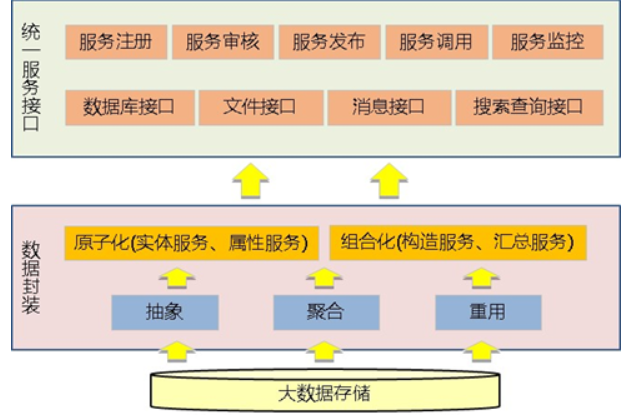 统一服务接口
服务注册 服务审核 服务发布 服务调用 服务监控
数据库接口 文件接口 消息接口 搜索查询接口
数据封装
原子化(实体服务、属性服务) 组合化(构造服务、汇总服务)
抽象 聚合 重用
大数据存储